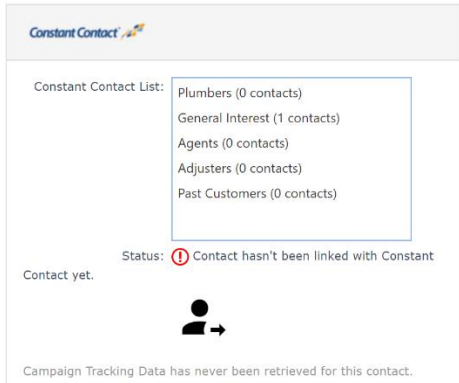 Constant Contact
Constant Contact List:
Plumbers (0 contacts)
General Interest (1 contacts)
Agents (0 contacts)
Adjusters (0 contacts)
Past Customers (0 contacts)
Status: Contact hasn't been linked with Constant
Contact yet.
Campaign Tracking Data has never been retrieved for this contact.